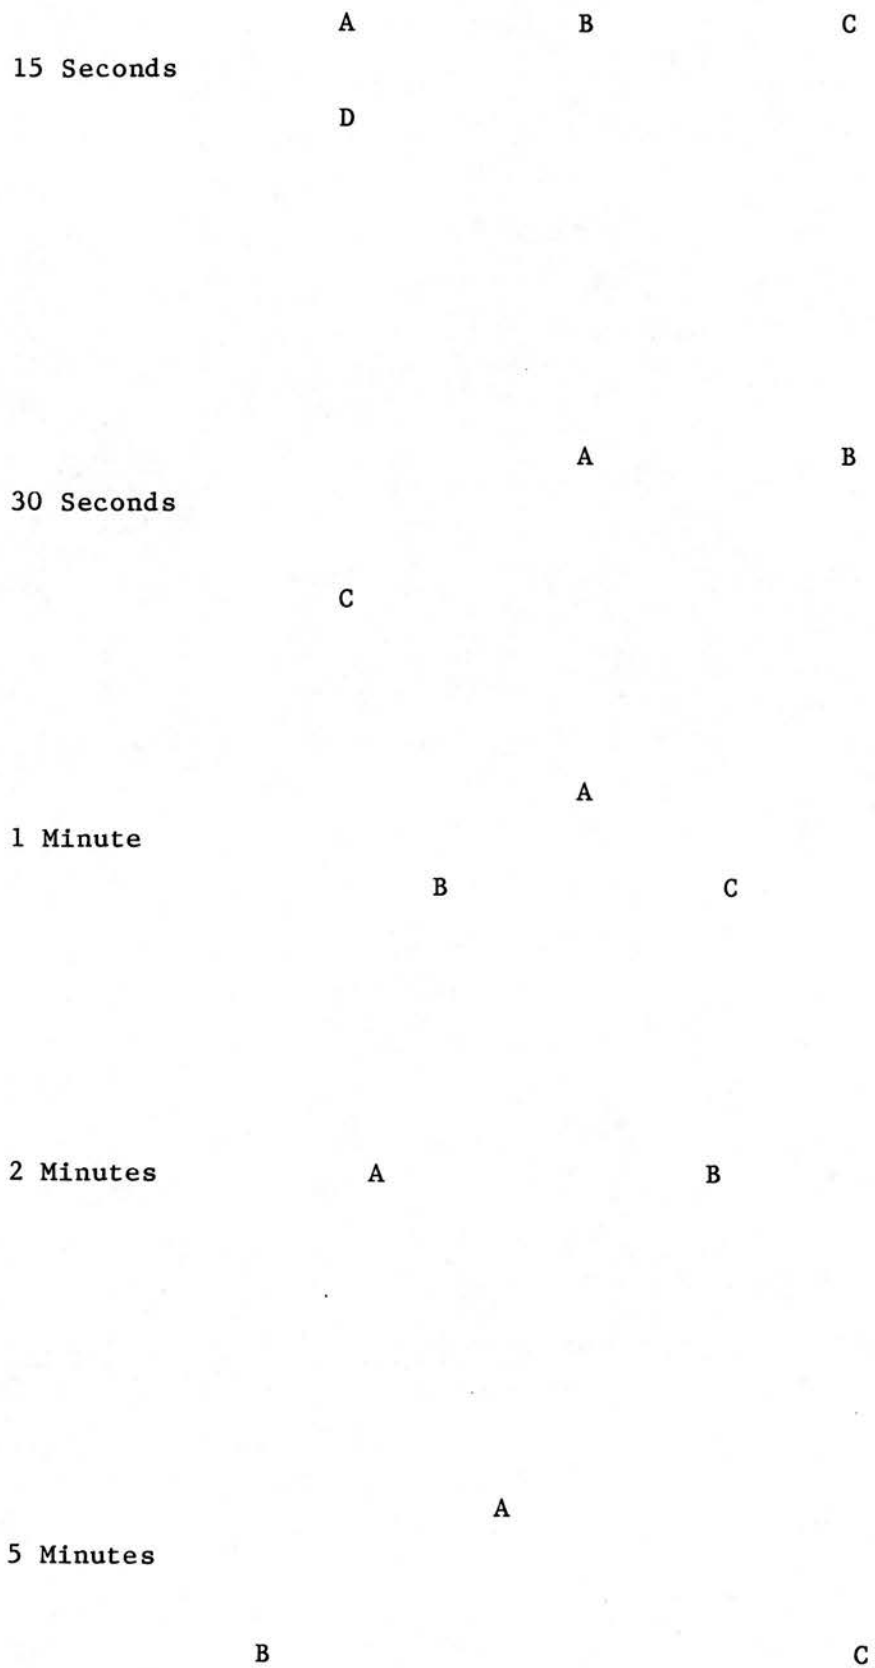 A B C
15 Seconds
D
A B
30 Seconds
C
A
1 Minute
B C
2 Minutes A B
A
5 Minutes
B C